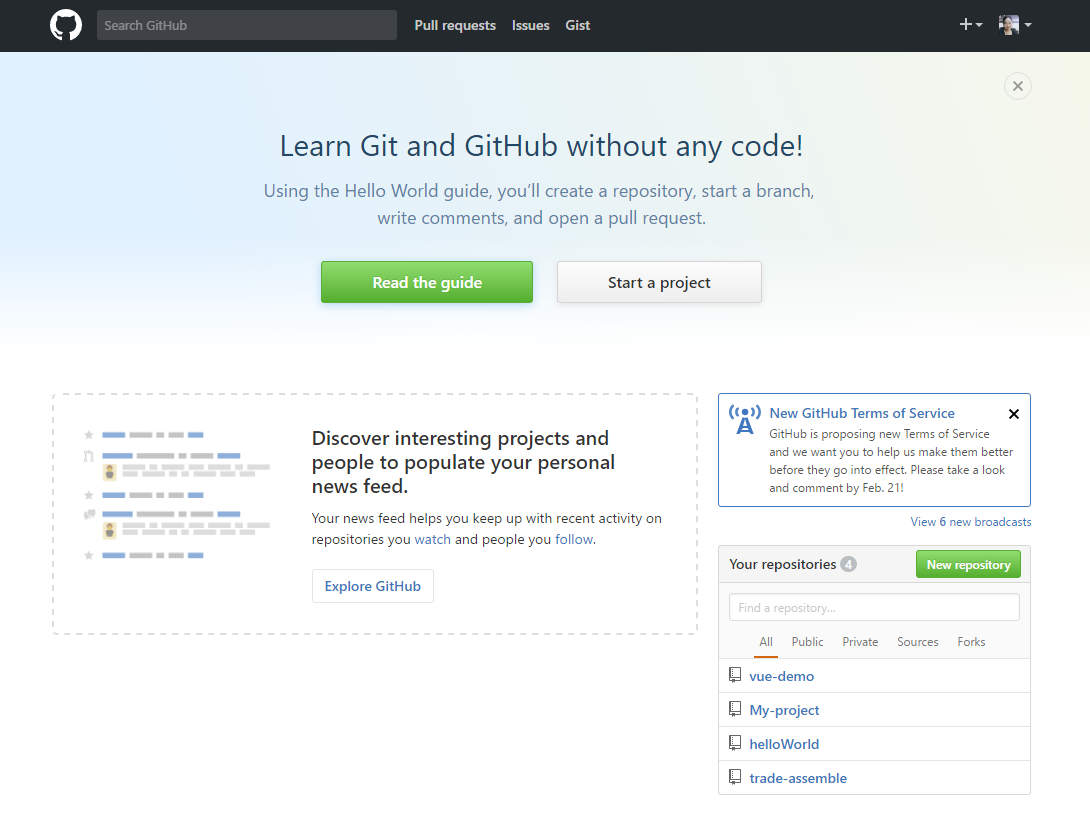 Search GitHub
Pull requests
Issues
Gist
Learn Git and GitHub without any code!
Using the Hello World guide, you’ll create a repository, start a branch,
write comments, and open a pull request.
Read the guide
Start a project
Discover interesting projects and
people to populate your personal
news feed.
Your news feed helps you keep up with recent activity on
repositories you watch and people you follow.
Explore GitHub
New GitHub Terms of Service
GitHub is proposing new Terms of Service
and we want you to help us make them better
before they go into effect. Please take a look
and comment by Feb. 21!
View 6 new broadcasts
Your repositories 4
New repository
Find a repository...
All
Public
Private
Sources
Forks
vue-demo
My-project
helloWorld
trade-assemble